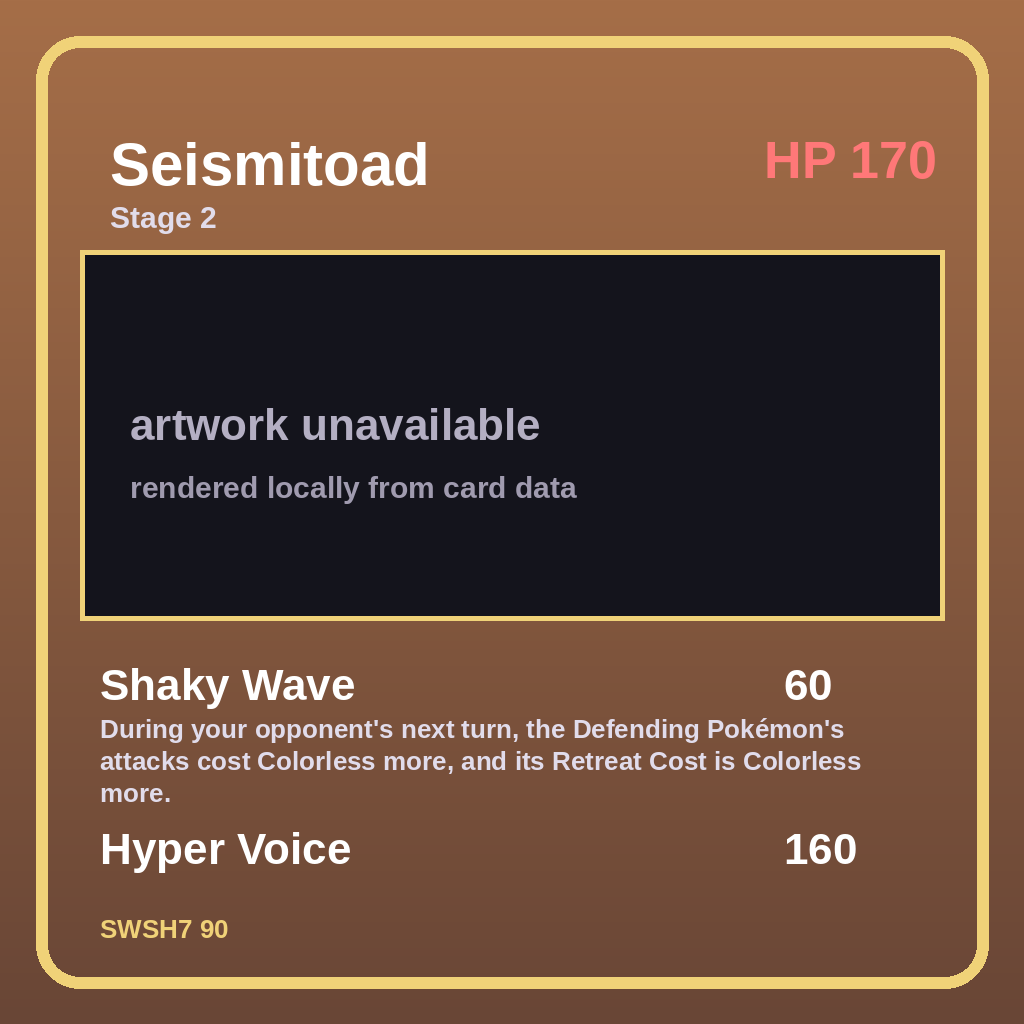 Seismitoad
HP 170
Stage 2
artwork unavailable
rendered locally from card data
Shaky Wave 60
During your opponent's next turn, the Defending Pokémon's
attacks cost Colorless more, and its Retreat Cost is Colorless
more.
Hyper Voice 160
SWSH7 90